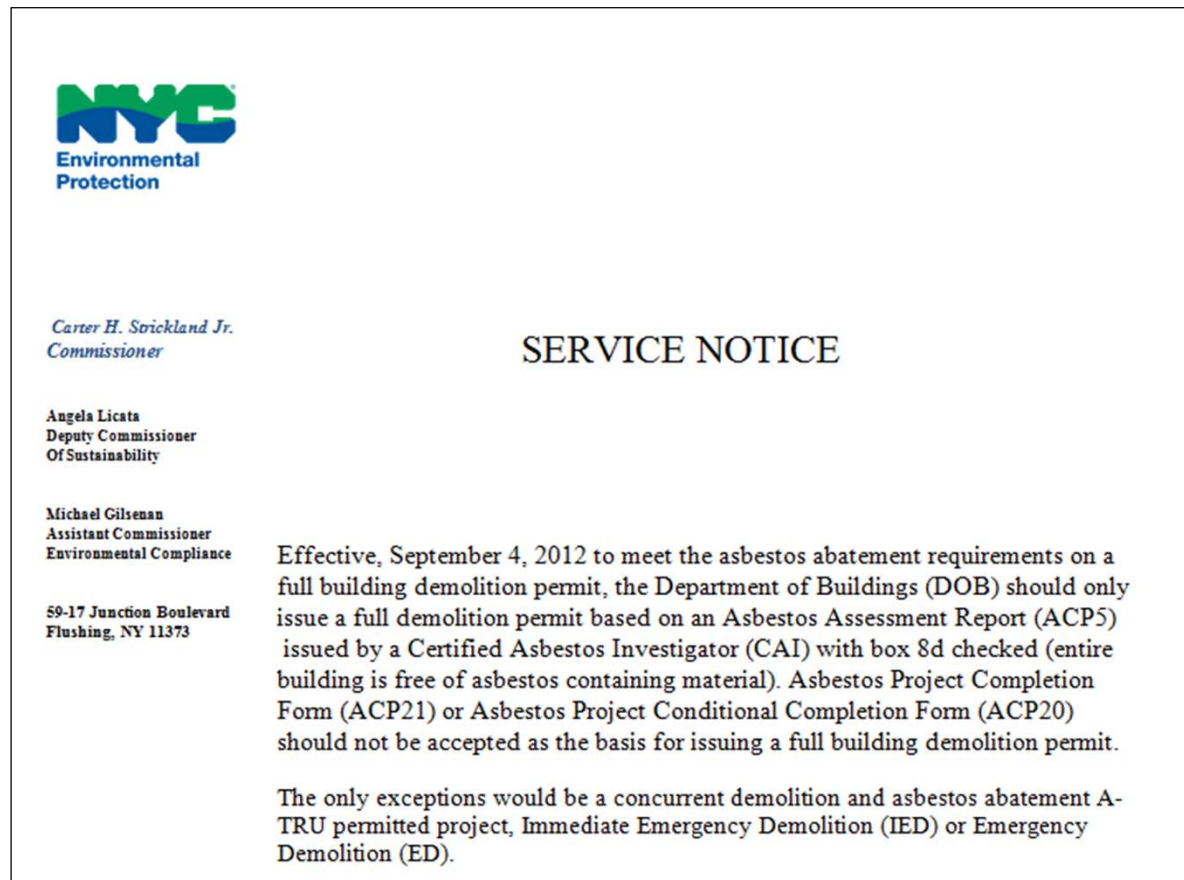 NYC
Environmental
Protection
Carter H. Strickland Jr.
Commissioner
SERVICE NOTICE
Angela Licata
Deputy Commissioner
Of Sustainability
Michael Gilsenan
Assistant Commissioner
Environmental Compliance
59-17 Junction Boulevard
Flushing, NY 11373
Effective, September 4, 2012 to meet the asbestos abatement requirements on a
full building demolition permit, the Department of Buildings (DOB) should only
issue a full demolition permit based on an Asbestos Assessment Report (ACP5)
issued by a Certified Asbestos Investigator (CAI) with box 8d checked (entire
building is free of asbestos containing material). Asbestos Project Completion
Form (ACP21) or Asbestos Project Conditional Completion Form (ACP20)
should not be accepted as the basis for issuing a full building demolition permit.
The only exceptions would be a concurrent demolition and asbestos abatement A-
TRU permitted project, Immediate Emergency Demolition (IED) or Emergency
Demolition (ED).